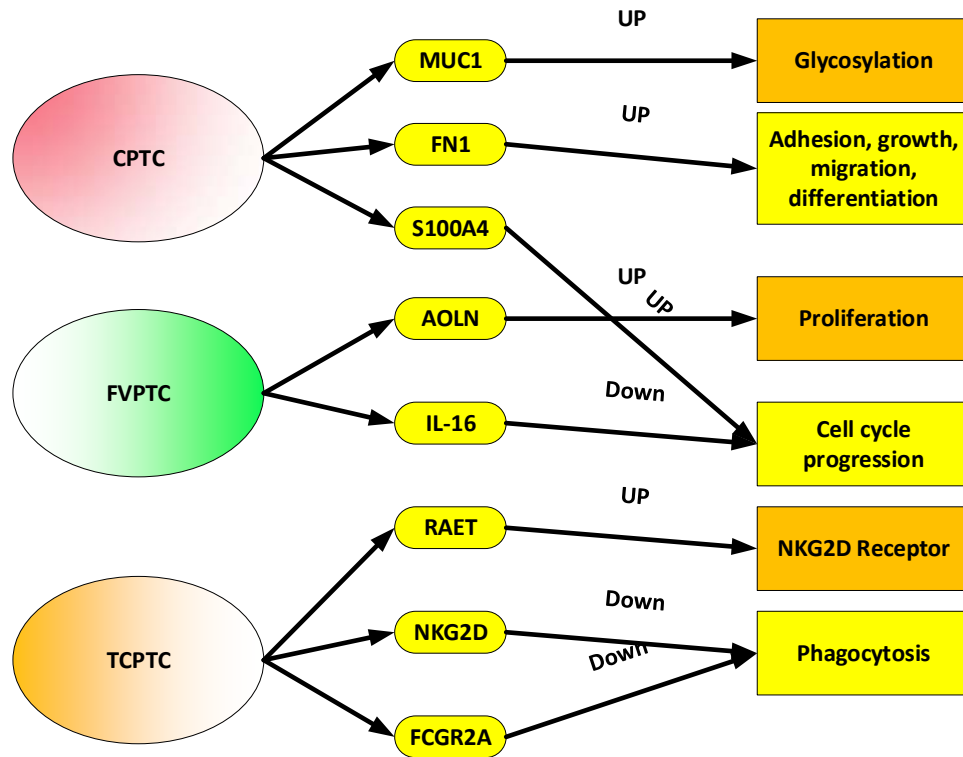 UP
MUC1
Glycosylation
CPTC
UP
FN1
Adhesion, growth,
migration,
differentiation
S100A4
UP
UP
AOLN
Proliferation
FVPTC
Down
IL-16
Cell cycle
progression
UP
RAET
NKG2D Receptor
Down
NKG2D
Down
Phagocytosis
TCPTC
FCGR2A